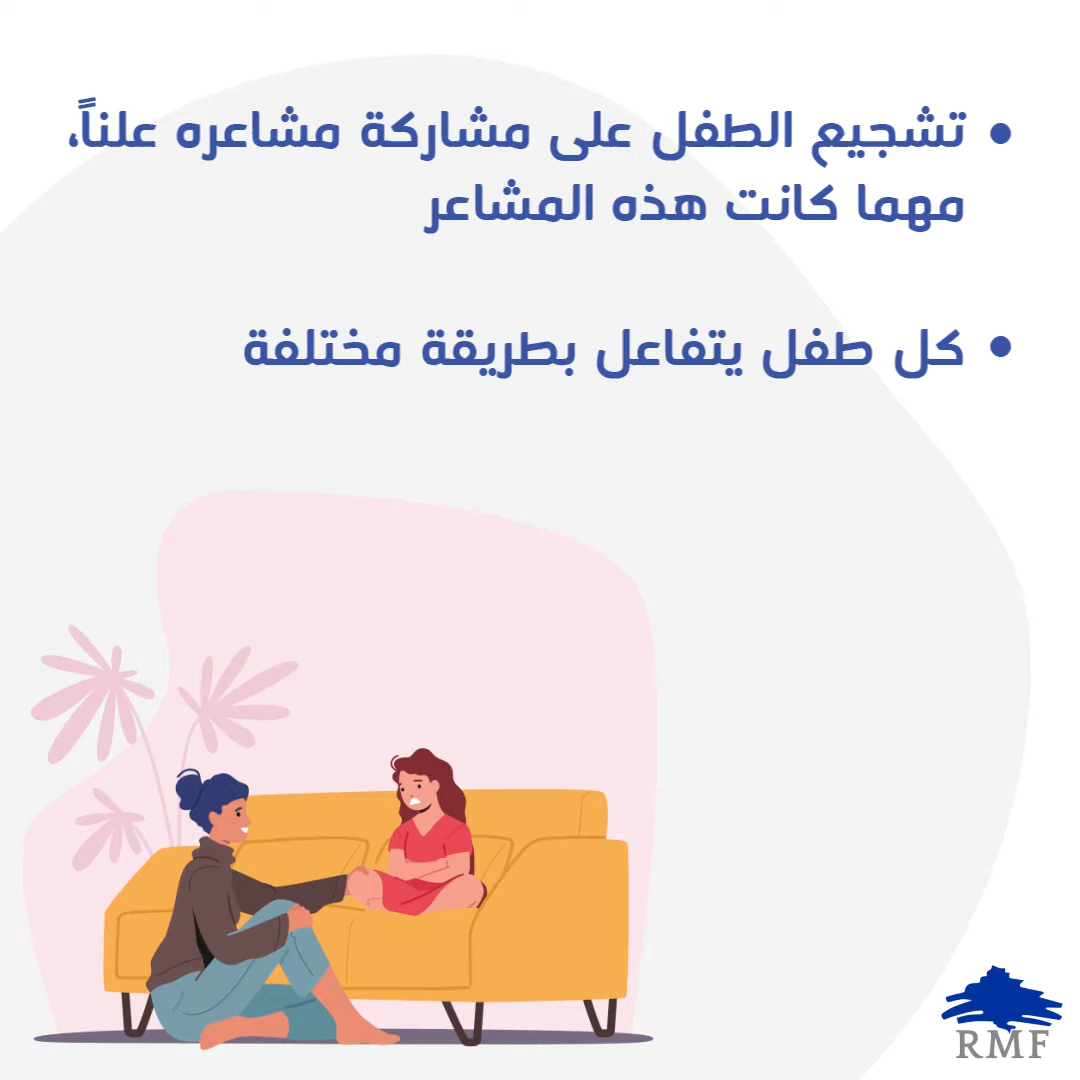 • تشجيع الطفل على مشاركة مشاعره علناً،
مهما كانت هذه المشاعر
• كل طفل يتفاعل بطريقة مختلفة
RMF